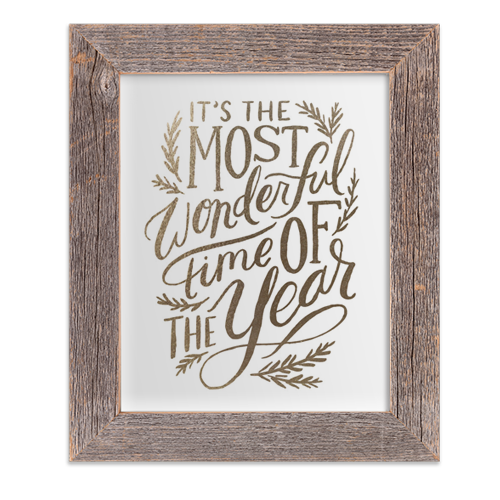 IT'S THE
MOST
Wonderful
time OF
THE Year